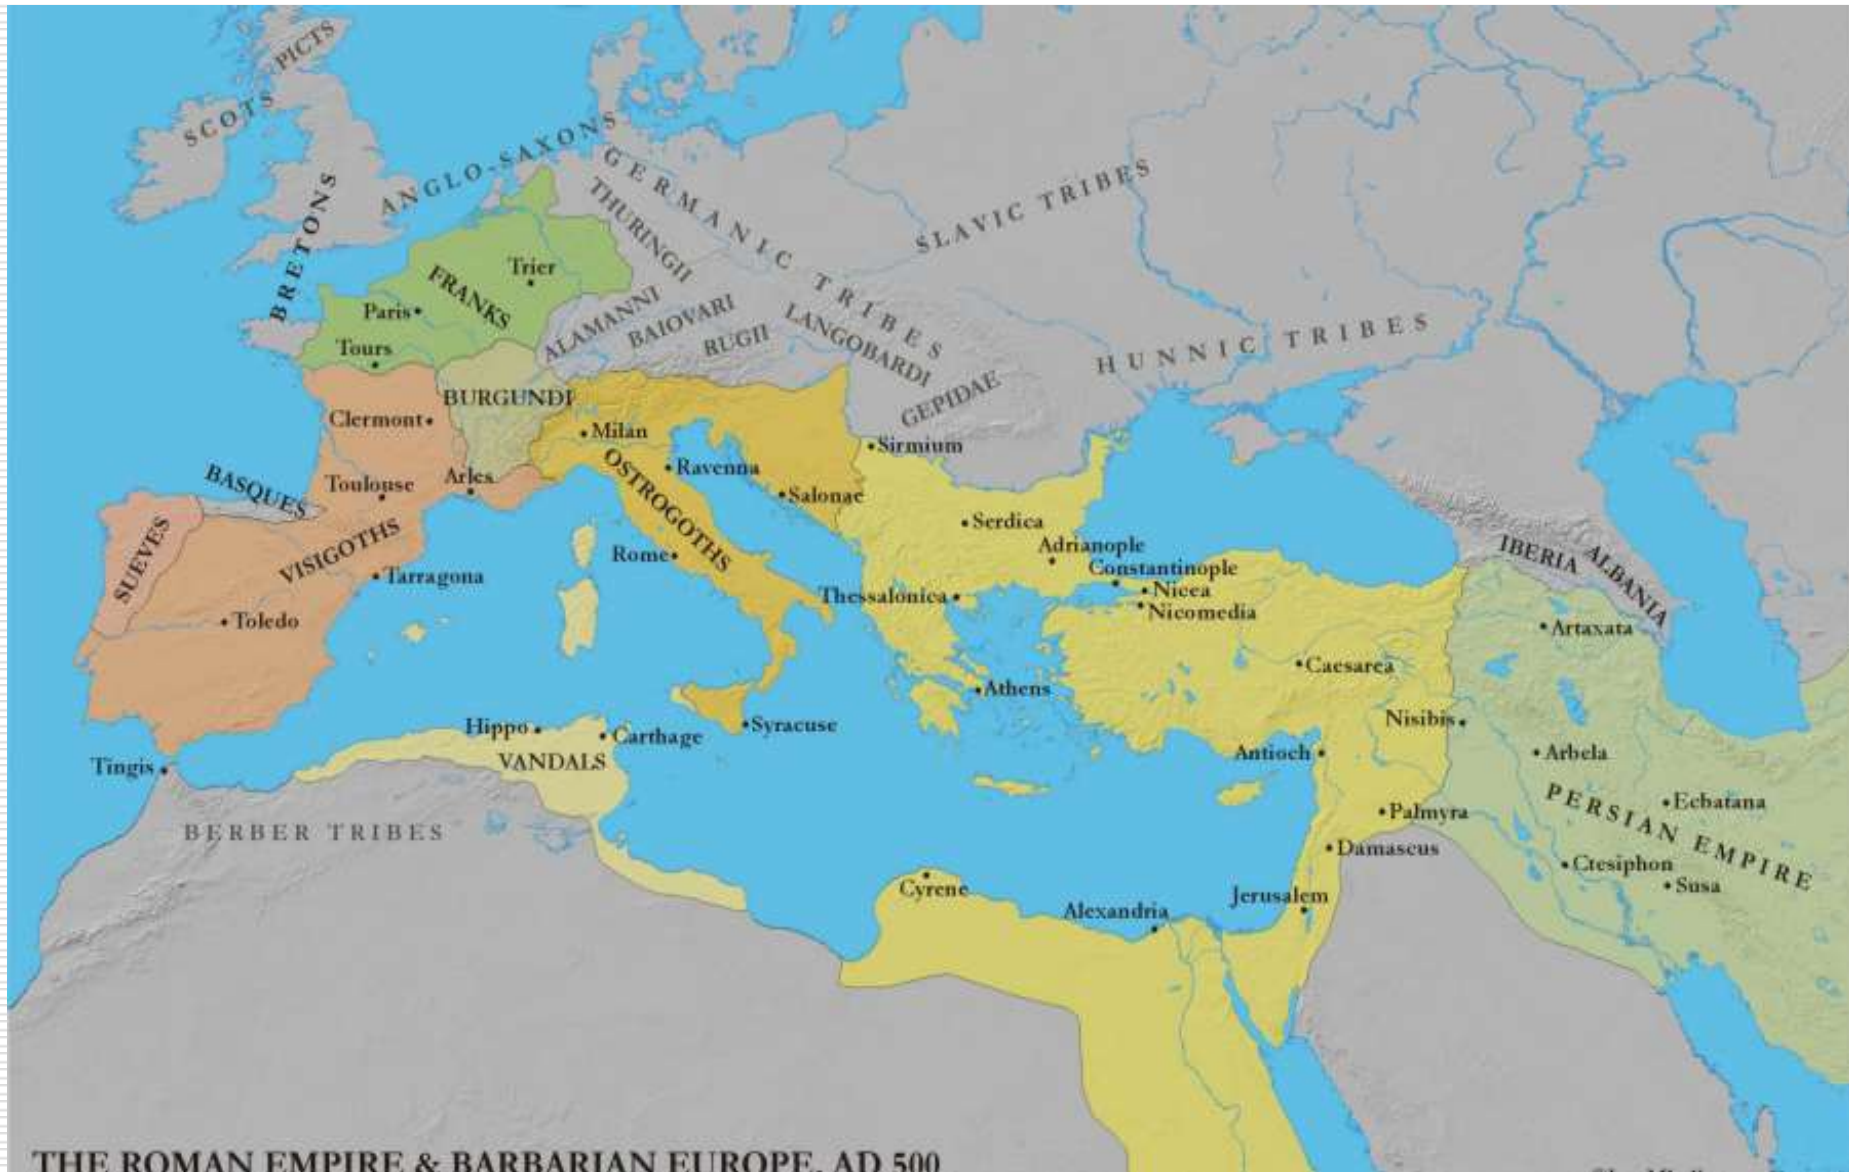 PICTS
SCOTS
ANGLO-SAXONS
BRETONS
GERMANIC TRIBES
THURINGII
SLAVIC TRIBES
Trier
FRANKS
Paris
Tours
ALAMANNI
BAIOVARI
RUGII
LANGOBARDI
HUNNIC TRIBES
GEPIDAE
BURGUNDI
Clermont
Milan
Sirmium
OSTROGOTHS
Ravenna
BASQUES
Toulouse
Arles
Salonae
SUEVES
VISIGOTHS
Serdica
Rome
Adrianople
Constantinople
IBERIA
ALBANIA
Tarragona
Nicea
Thessalonica
Nicomedia
Toledo
Artaxata
Caesarea
Athens
Nisibis
Syracuse
Hippo
Carthage
VANDALS
Antioch
Arbela
Tingis
PERSIAN EMPIRE
Ecbatana
Palmyra
BERBER TRIBES
Damascus
Ctesiphon
Susa
Cyrene
Jerusalem
Alexandria
THE ROMAN EMPIRE & BARBARIAN EUROPE, AD 500